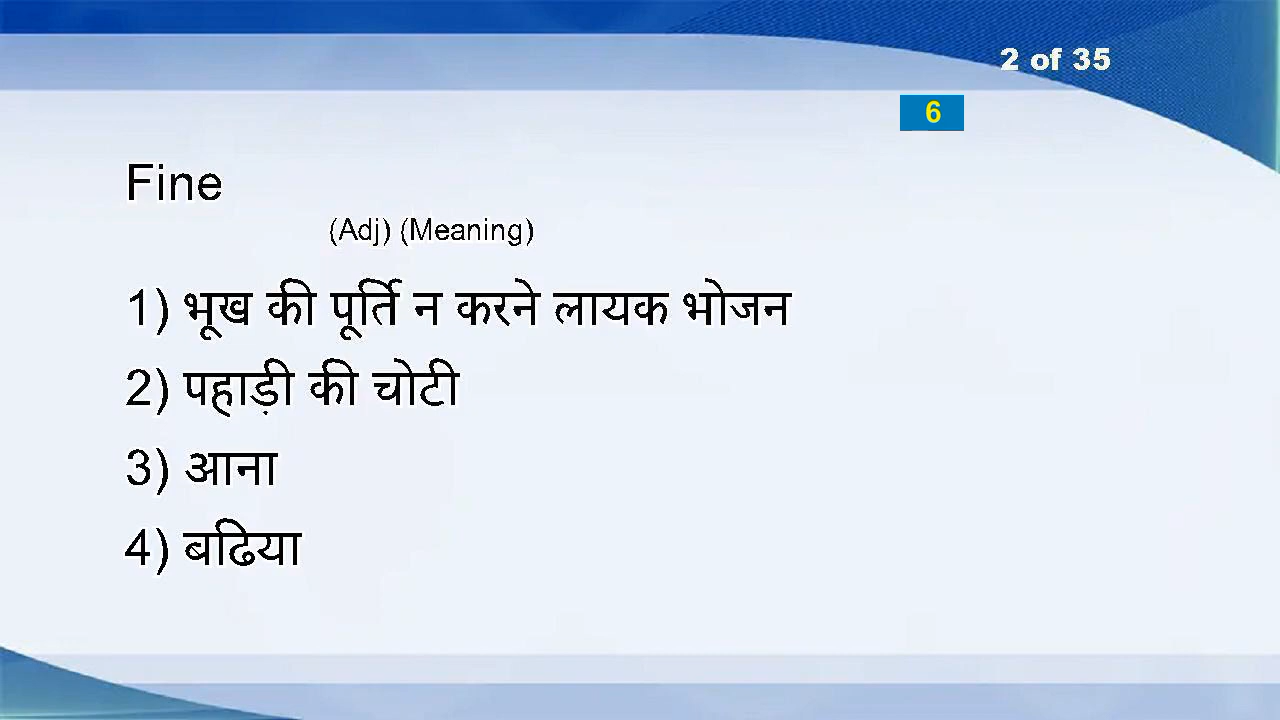 2 of 35
6
Fine
(Adj) (Meaning)
1) भूख की पूर्ति न करने लायक भोजन
2) पहाड़ी की चोटी
3) आना
4) बढिया